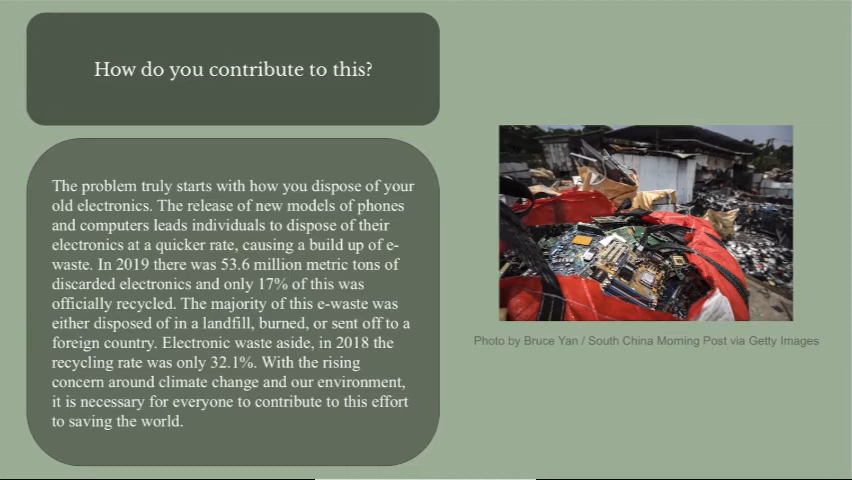 How do you contribute to this?
The problem truly starts with how you dispose of your
old electronics. The release of new models of phones
and computers leads individuals to dispose of their
electronics at a quicker rate, causing a build up of e-
waste. In 2019 there was 53.6 million metric tons of
discarded electronics and only 17% of this was
officially recycled. The majority of this e-waste was
either disposed of in a landfill, burned, or sent off to a
foreign country. Electronic waste aside, in 2018 the
recycling rate was only 32.1%. With the rising
concern around climate change and our environment,
it is necessary for everyone to contribute to this effort
to saving the world.
Photo by Bruce Yan / South China Morning Post via Getty Images